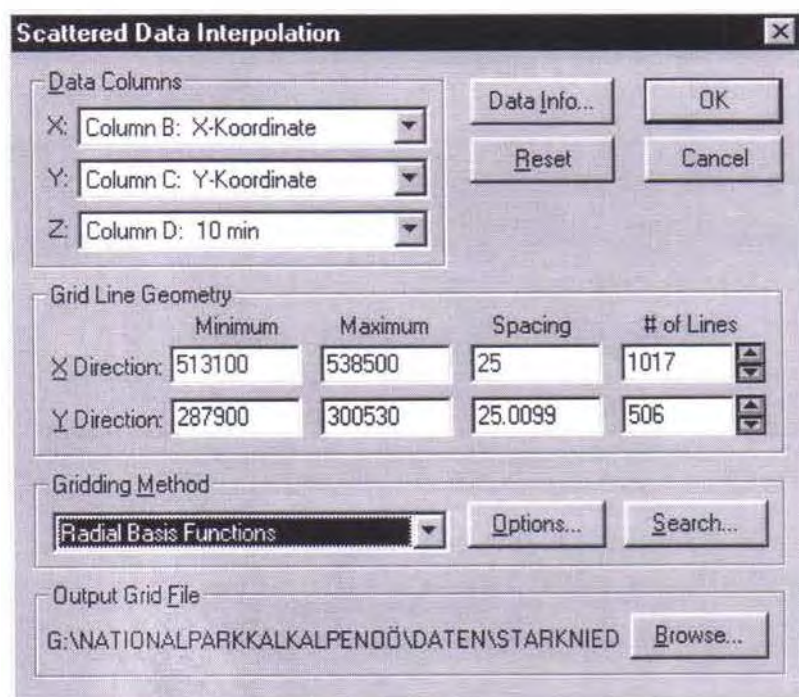 Scattered Data Interpolation
Data Columns
X: Column B: X-Koordinate
Y: Column C: Y-Koordinate
Z: Column D: 10 min
Data Info...
OK
Reset
Cancel
Grid Line Geometry
Minimum Maximum Spacing # of Lines
X Direction: 513100 538500 25 1017
Y Direction: 287900 300530 25.0099 506
Gridding Method
Radial Basis Functions
Options...
Search...
Output Grid File
G:\NATIONALPARKKALKALPENOÖ\DATEN\STARKNIED
Browse...